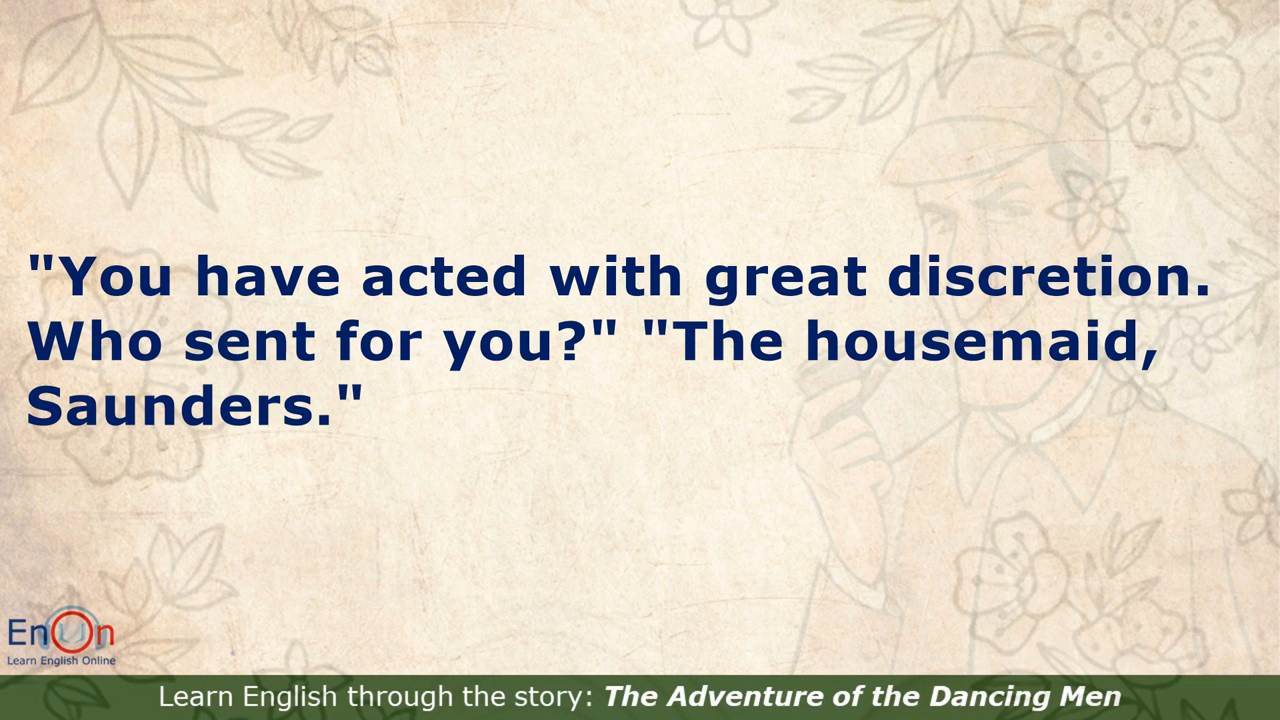 "You have acted with great discretion.
Who sent for you?" "The housemaid,
Saunders."
EnOn
Learn English Online
Learn English through the story: The Adventure of the Dancing Men